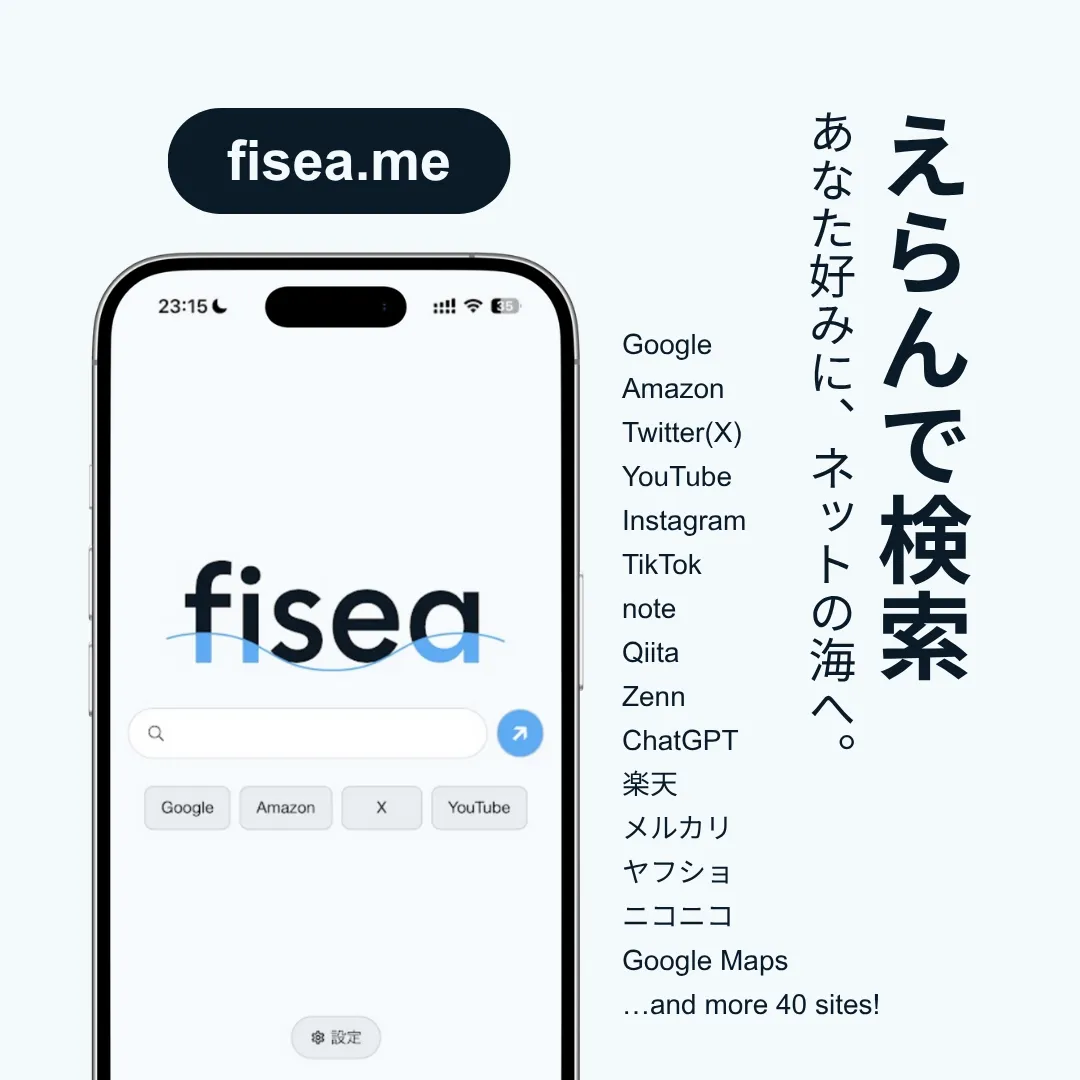 fisea.me
えらんで検索
あなた好みに、ネットの海へ。
23:15
35
fisea
Google
Amazon
X
YouTube
設定
Google
Amazon
Twitter(X)
YouTube
Instagram
TikTok
note
Qiita
Zenn
ChatGPT
楽天
メルカリ
ヤフショ
ニコニコ
Google Maps
…and more 40 sites!